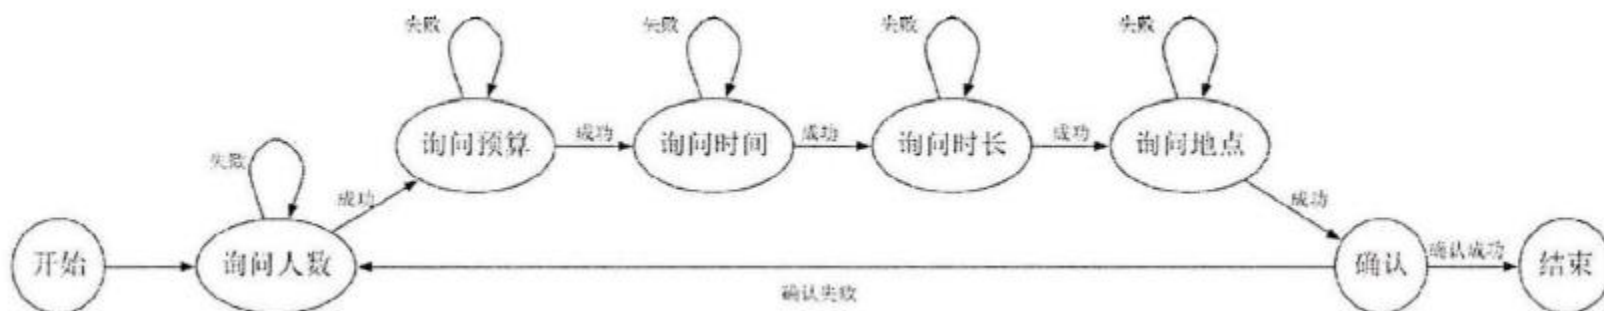 失败
失败
失败
失败
询问预算
成功
询问时间
成功
询问时长
成功
询问地点
失败
成功
成功
开始
询问人数
确认
确认成功
结束
确认失败